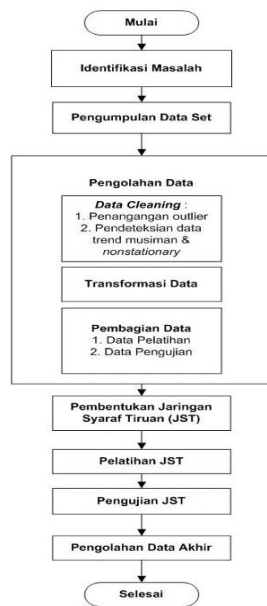 Mulai
Identifikasi Masalah
Pengumpulan Data Set
Pengolahan Data
Data Cleaning :
1. Penanganan outlier
2. Pendeteksian data
trend musiman &
nonstationary
Transformasi Data
Pembagian Data
1. Data Pelatihan
2. Data Pengujian
Pembentukan Jaringan
Syaraf Tiruan (JST)
Pelatihan JST
Pengujian JST
Pengolahan Data Akhir
Selesai